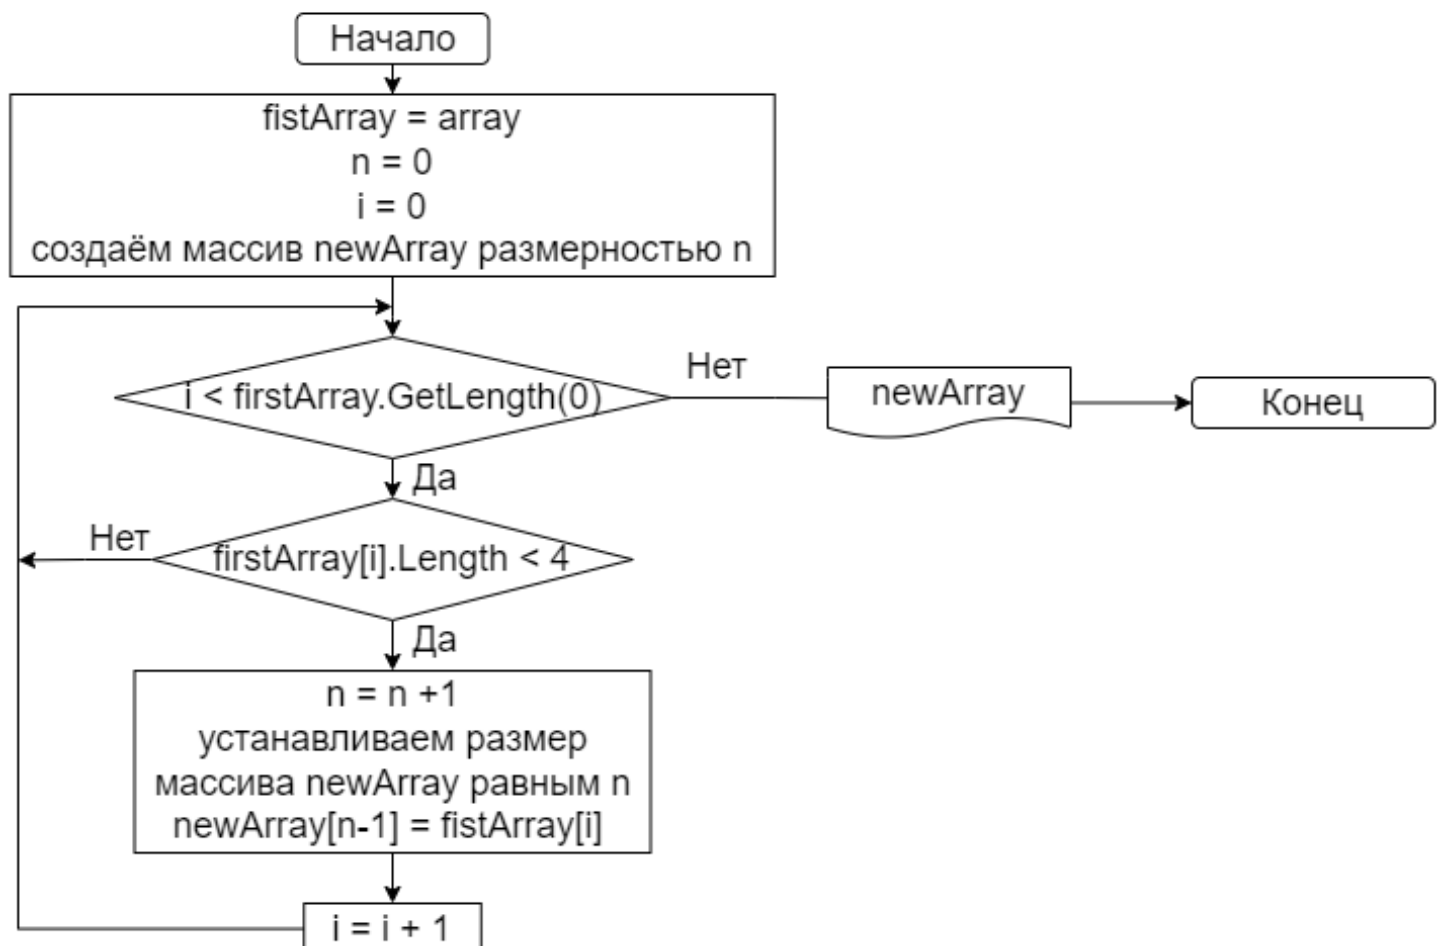 Начало
fistArray = array
n = 0
i = 0
создаём массив newArray размерностью n
i < firstArray.GetLength(0)
Нет
newArray
Конец
Да
Нет
firstArray[i].Length < 4
Да
n = n +1
устанавливаем размер
массива newArray равным n
newArray[n-1] = fistArray[i]
i = i + 1